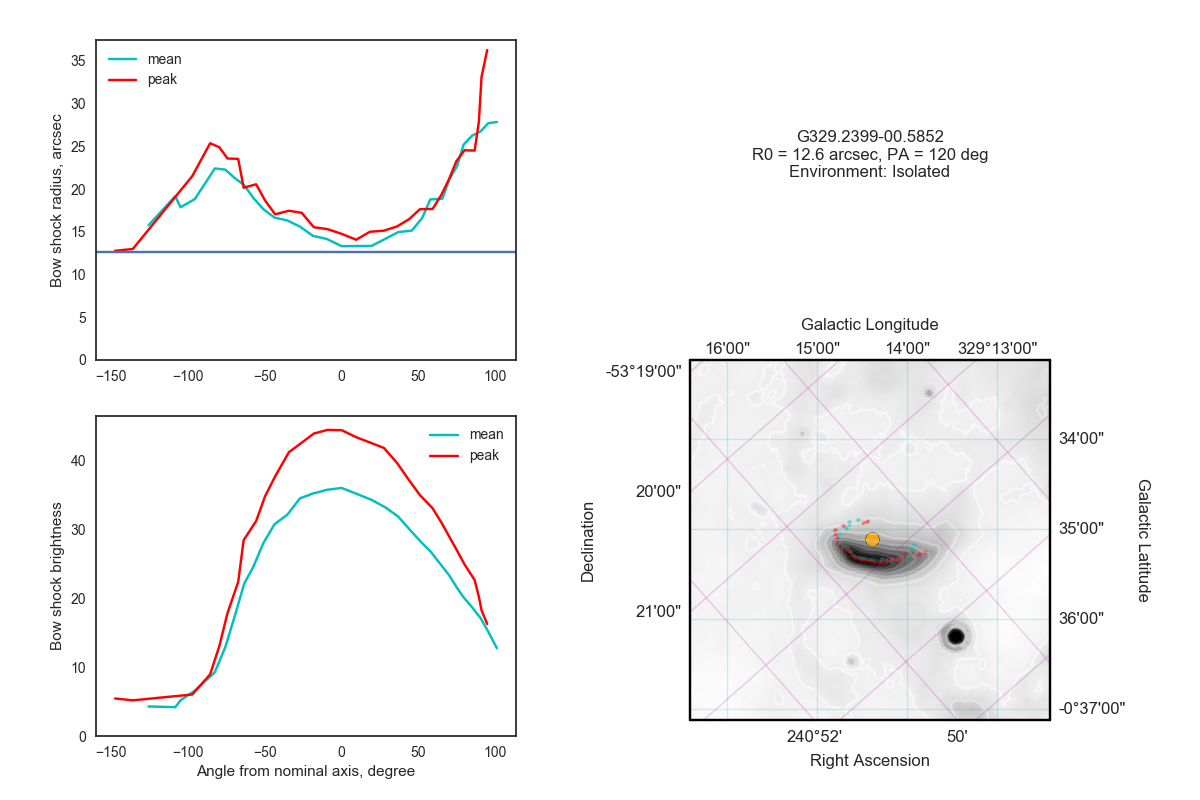 mean
peak
35
30
25
20
15
10
5
0
Bow shock radius, arcsec
−150
−100
−50
0
50
100
G329.2399-00.5852
R0 = 12.6 arcsec, PA = 120 deg
Environment: Isolated
mean
peak
40
30
20
10
0
Bow shock brightness
−150
−100
−50
0
50
100
Angle from nominal axis, degree
Galactic Longitude
16'00"
15'00"
14'00"
329°13'00"
-53°19'00"
20'00"
21'00"
Declination
34'00"
35'00"
36'00"
-0°37'00"
Galactic Latitude
240°52'
50'
Right Ascension